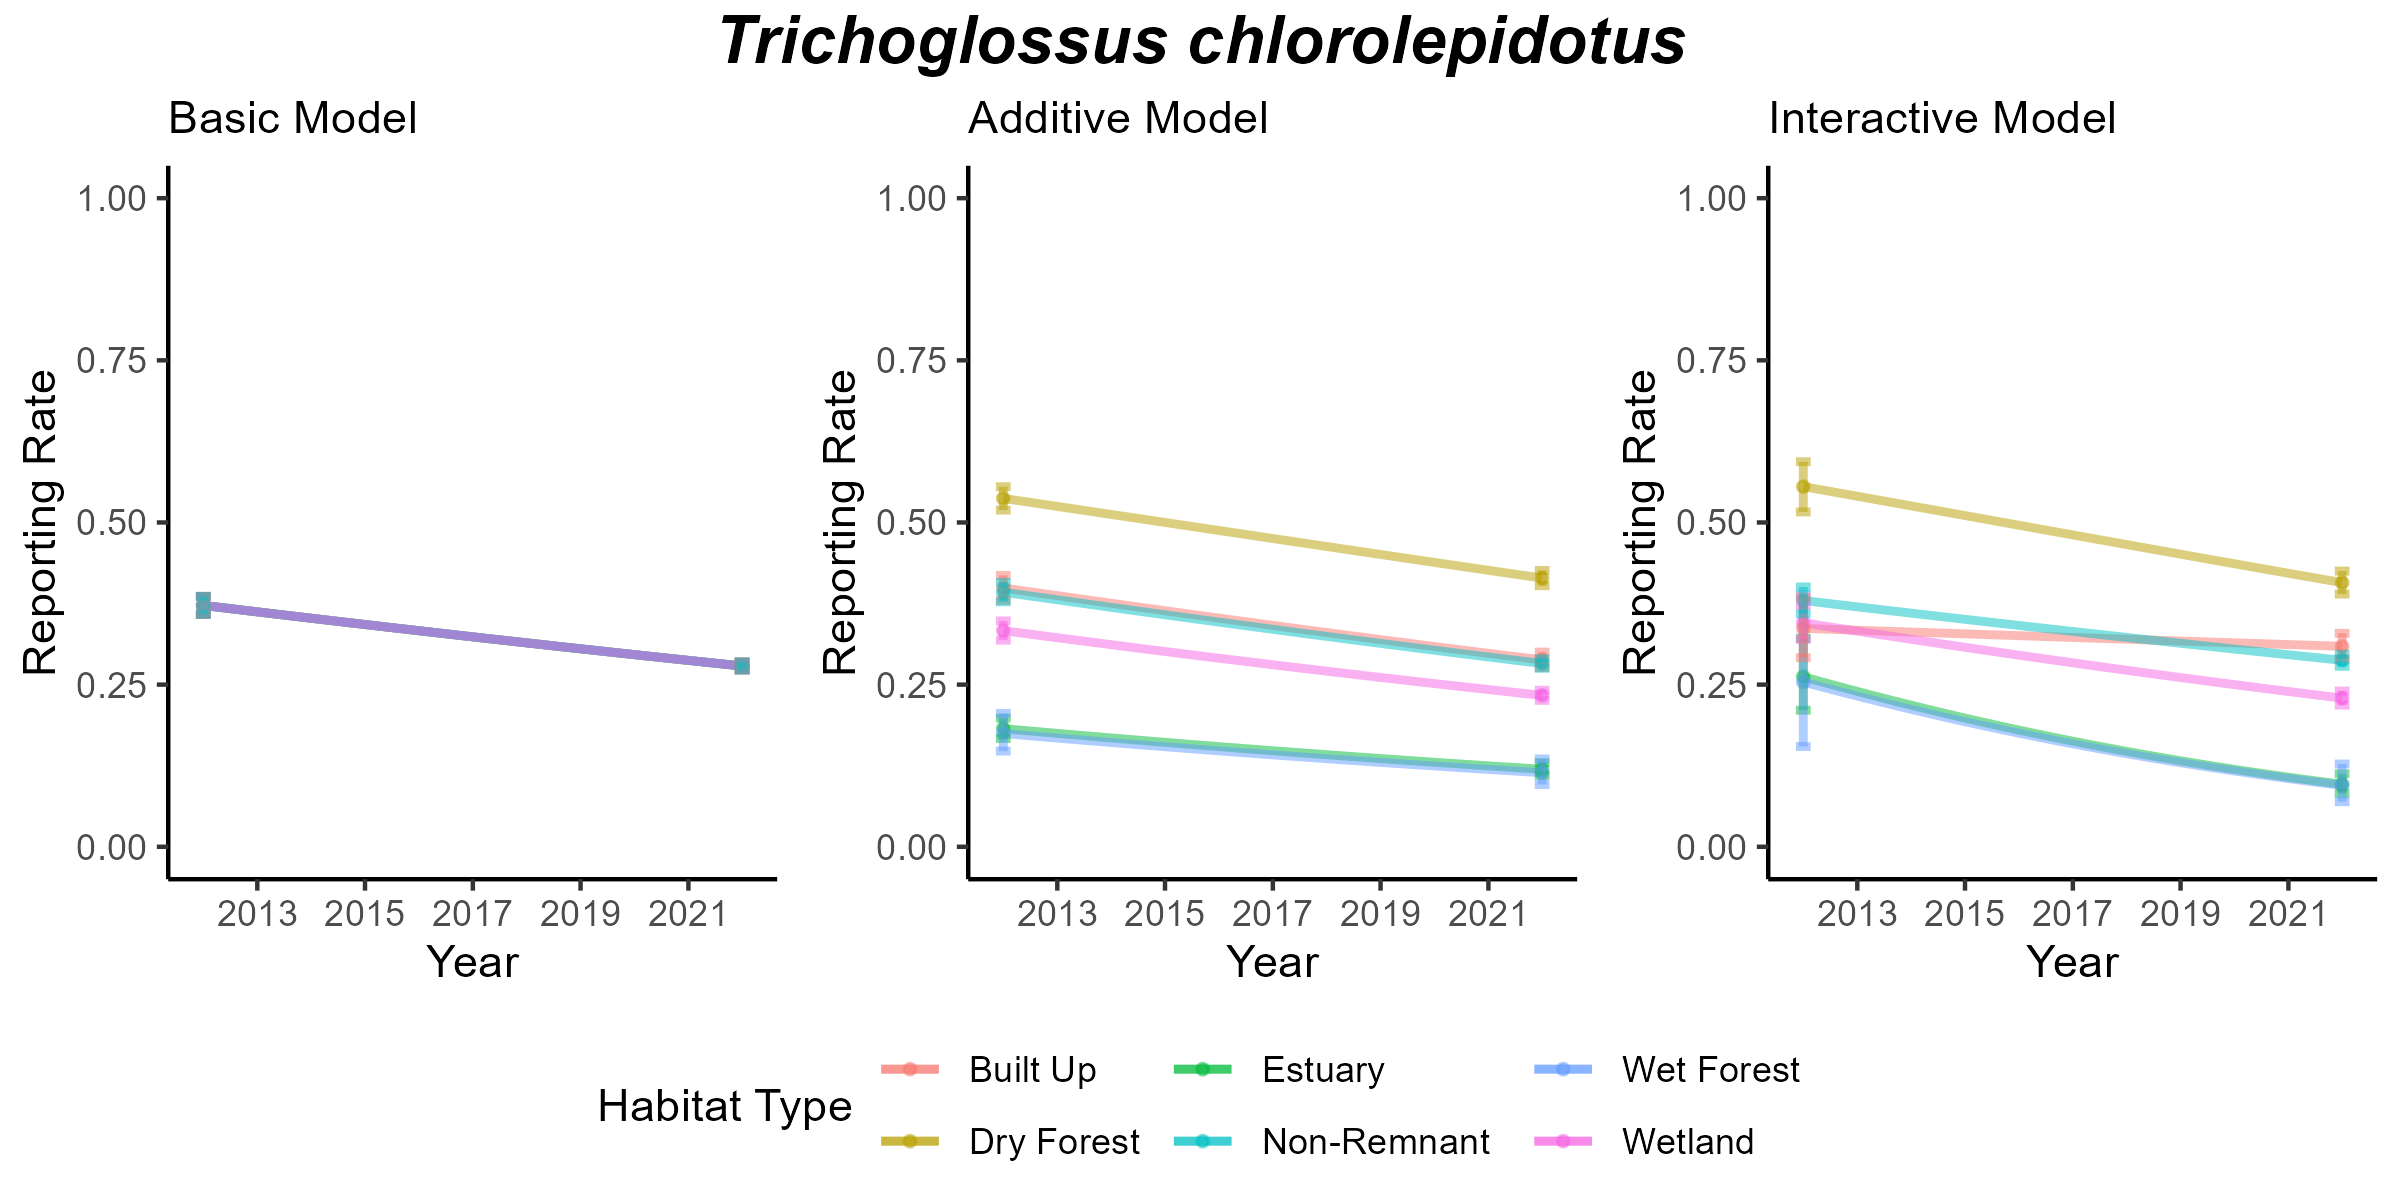 Trichoglossus chlorolepidotus
Basic Model
Additive Model
Interactive Model
Reporting Rate
1.00
0.75
0.50
0.25
0.00
2013 2015 2017 2019 2021
Year
Reporting Rate
1.00
0.75
0.50
0.25
0.00
2013 2015 2017 2019 2021
Year
Reporting Rate
1.00
0.75
0.50
0.25
0.00
2013 2015 2017 2019 2021
Year
Habitat Type
Built Up
Estuary
Wet Forest
Dry Forest
Non-Remnant
Wetland